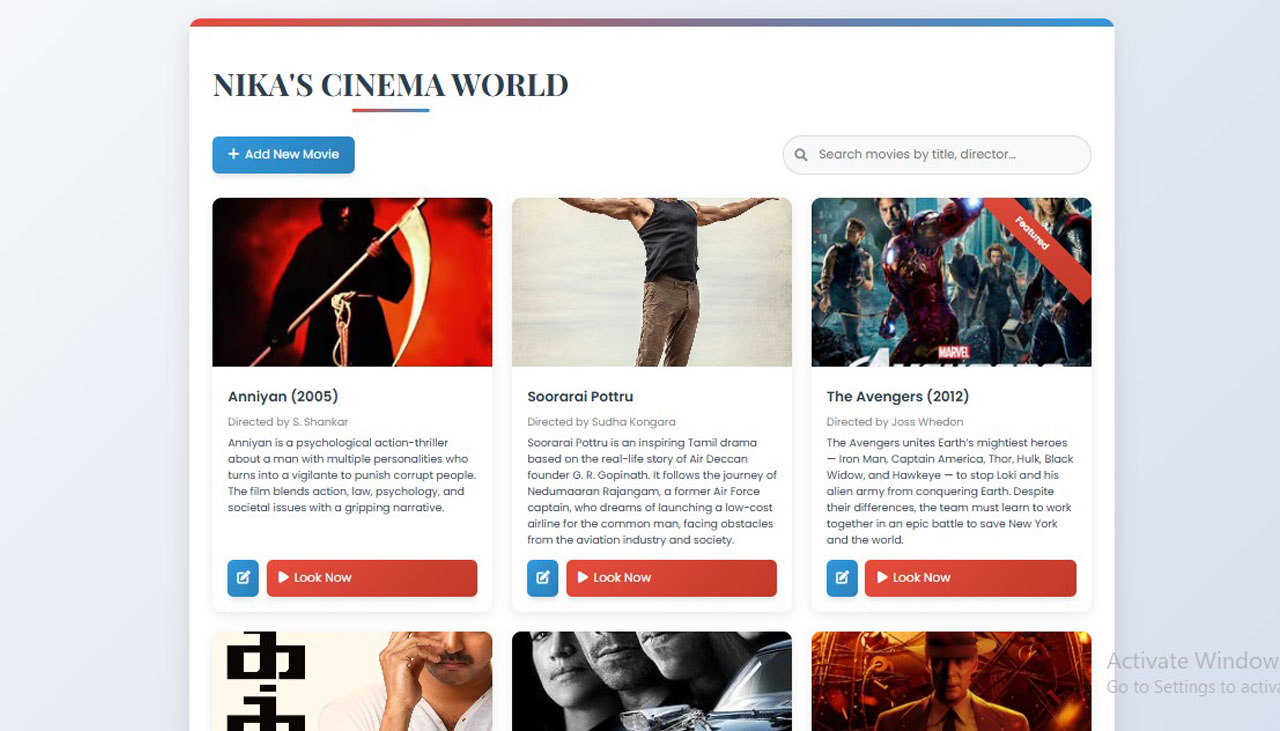 NIKA'S CINEMA WORLD
Add New Movie
Search movies by title, director...
Featured
MARVEL
Anniyan (2005)
Directed by S. Shankar
Anniyan is a psychological action-thriller
about a man with multiple personalities who
turns into a vigilante to punish corrupt people.
The film blends action, law, psychology, and
societal issues with a gripping narrative.
Look Now
Soorarai Pottru
Directed by Sudha Kongara
Soorarai Pottru is an inspiring Tamil drama
based on the real-life story of Air Deccan
founder G. R. Gopinath. It follows the journey of
Nedumaaran Rajangam, a former Air Force
captain, who dreams of launching a low-cost
airline for the common man, facing obstacles
from the aviation industry and society.
Look Now
The Avengers (2012)
Directed by Joss Whedon
The Avengers unites Earth's mightiest heroes
— Iron Man, Captain America, Thor, Hulk, Black
Widow, and Hawkeye — to stop Loki and his
alien army from conquering Earth. Despite
their differences, the team must learn to work
together in an epic battle to save New York
and the world.
Look Now
Activate Window
Go to Settings to activa